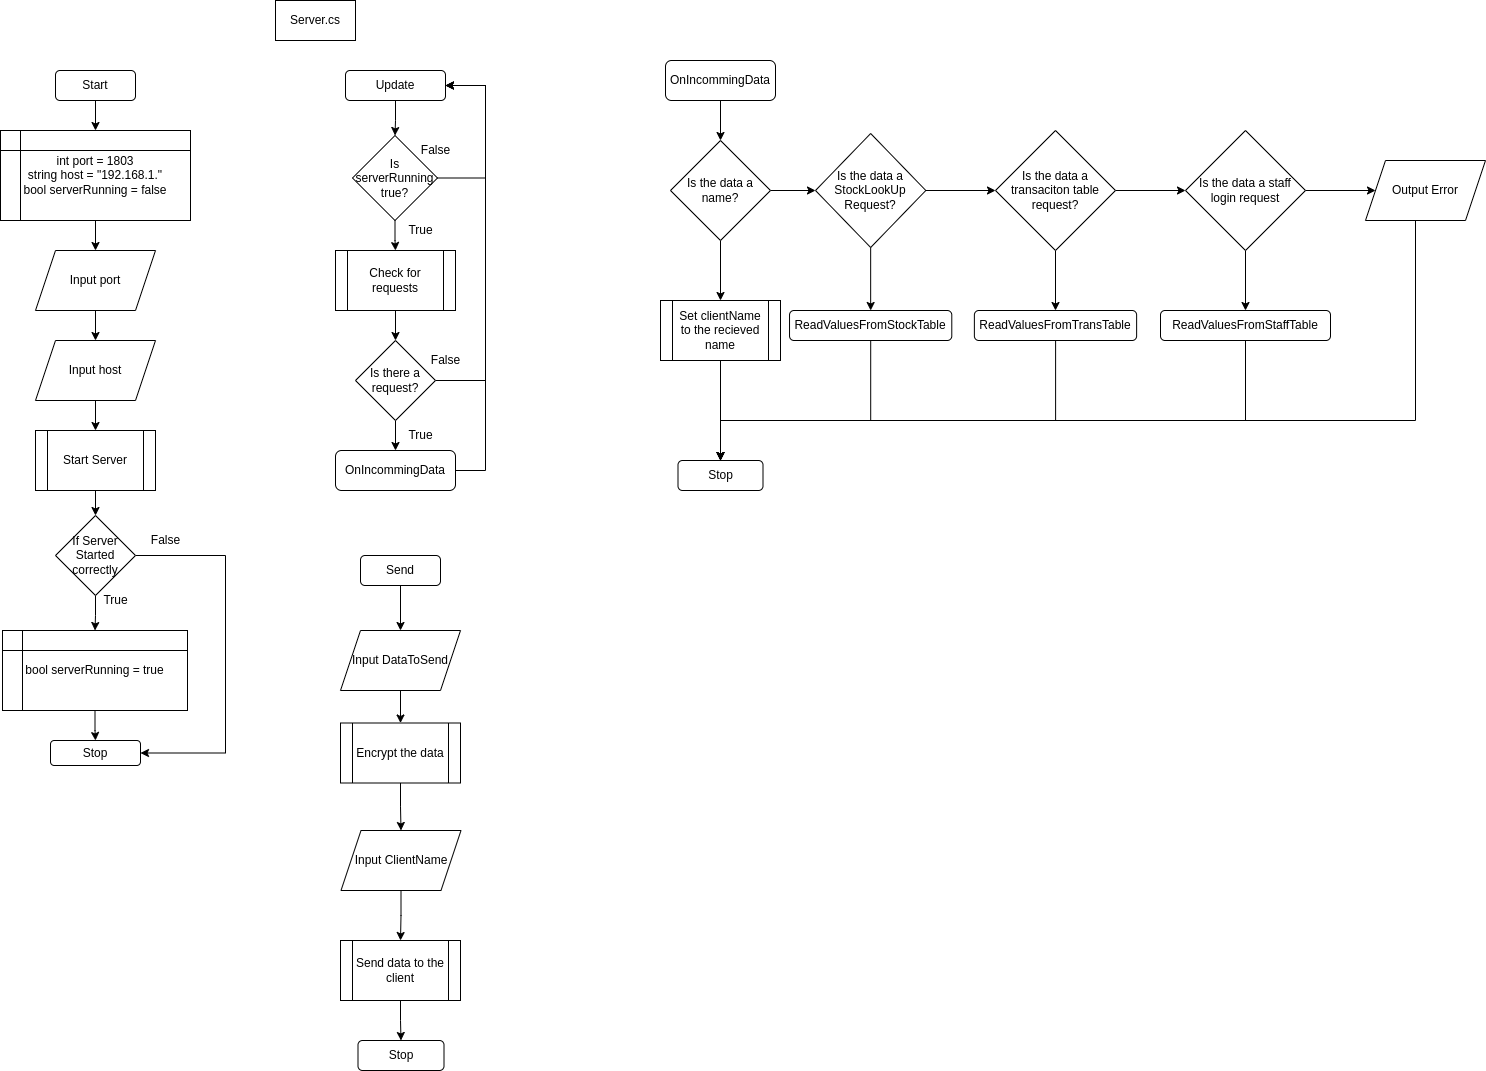 Server.cs
Start
int port = 1803
string host = "192.168.1."
bool serverRunning = false
Input port
Input host
Start Server
If Server
Started
correctly
False
True
bool serverRunning = true
Stop
Update
Is
serverRunning
true?
False
True
Check for
requests
Is there a
request?
False
True
OnIncommingData
Send
Input DataToSend
Encrypt the data
Input ClientName
Send data to the
client
Stop
OnIncommingData
Is the data a
name?
Is the data a
StockLookUp
Request?
Is the data a
transaciton table
request?
Is the data a staff
login request
Output Error
Set clientName
to the recieved
name
ReadValuesFromStockTable
ReadValuesFromTransTable
ReadValuesFromStaffTable
Stop